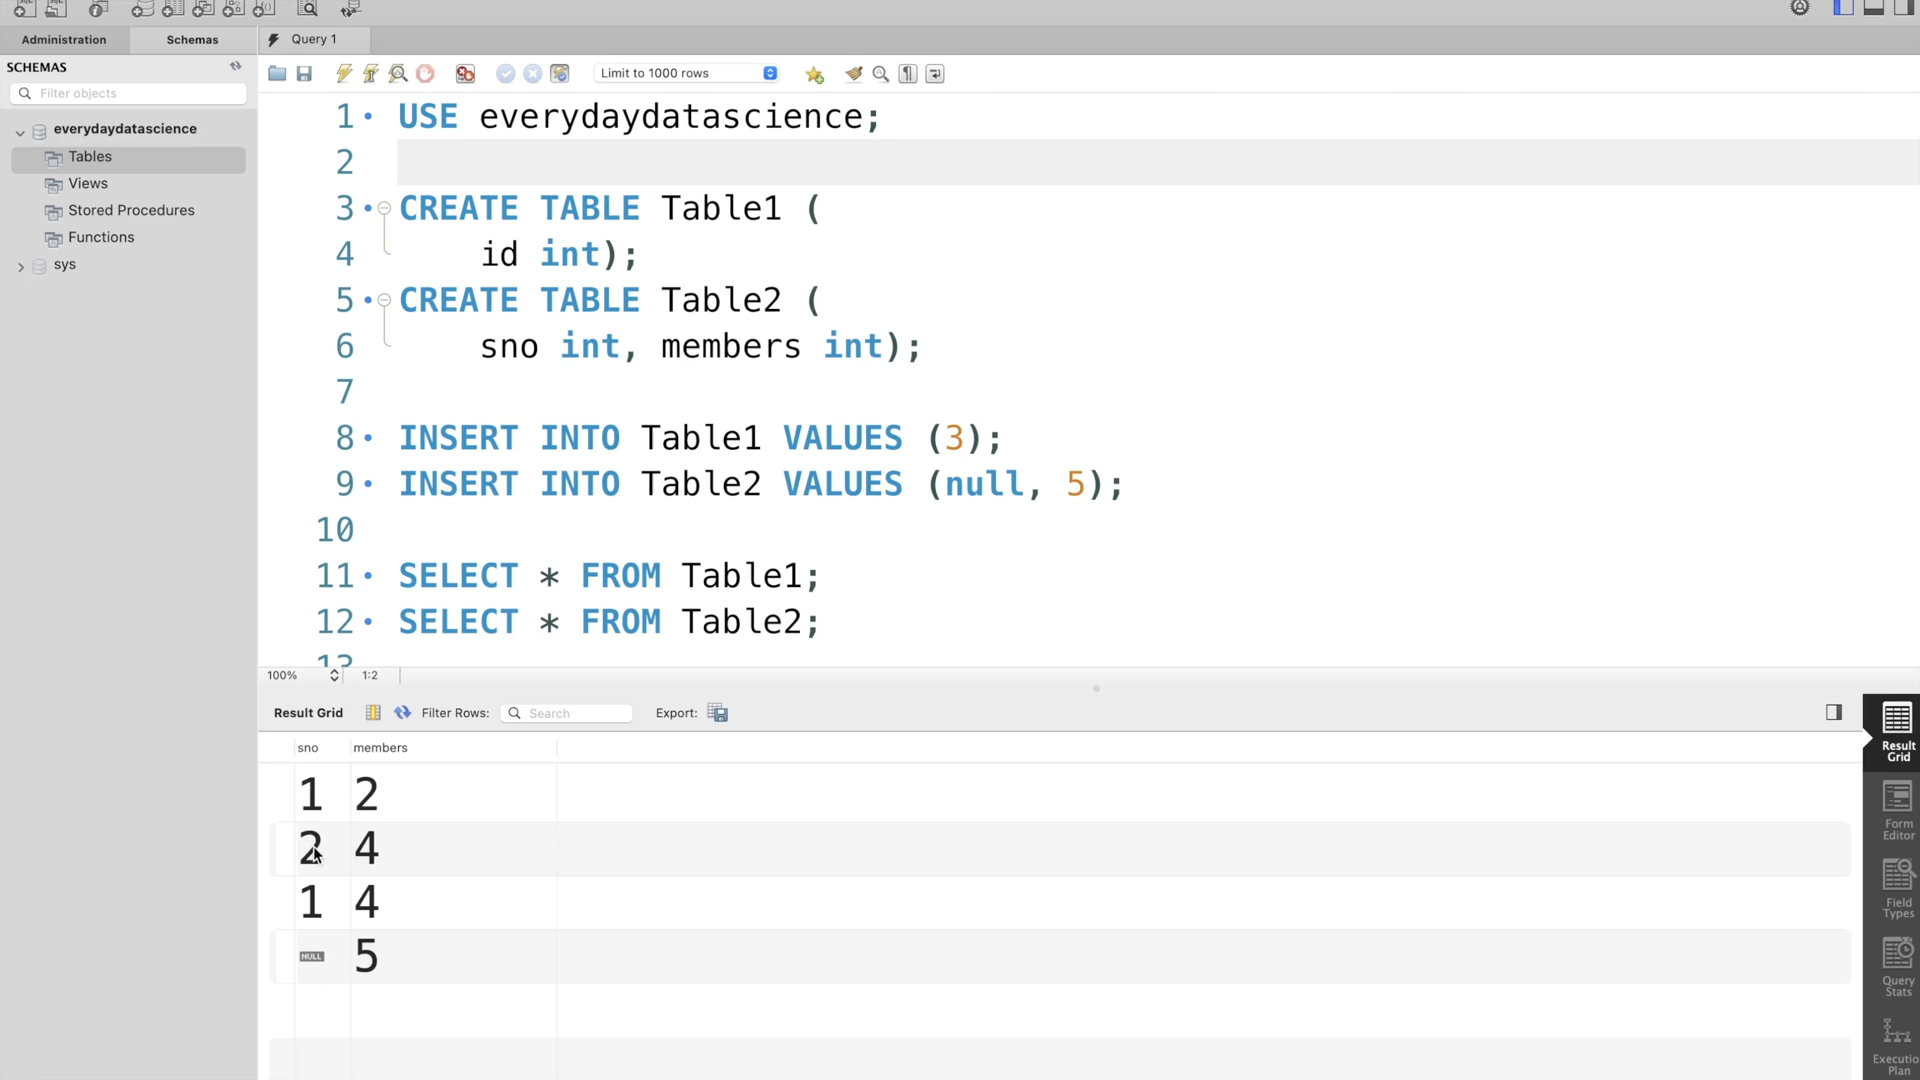 Administration Schemas Query 1
SCHEMAS
Filter objects
everydaydatascience
Tables
Views
Stored Procedures
Functions
sys
Limit to 1000 rows
1 USE everydaydatascience;
2
3 CREATE TABLE Table1 (
4 id int);
5 CREATE TABLE Table2 (
6 sno int, members int);
7
8 INSERT INTO Table1 VALUES (3);
9 INSERT INTO Table2 VALUES (null, 5);
10
11 SELECT * FROM Table1;
12 SELECT * FROM Table2;
13
100% 1:2
Result Grid Filter Rows: Search Export:
sno members
1 2
2 4
1 4
NULL 5
Result
Grid
Form
Editor
Field
Types
Query
Stats
Executio
Plan